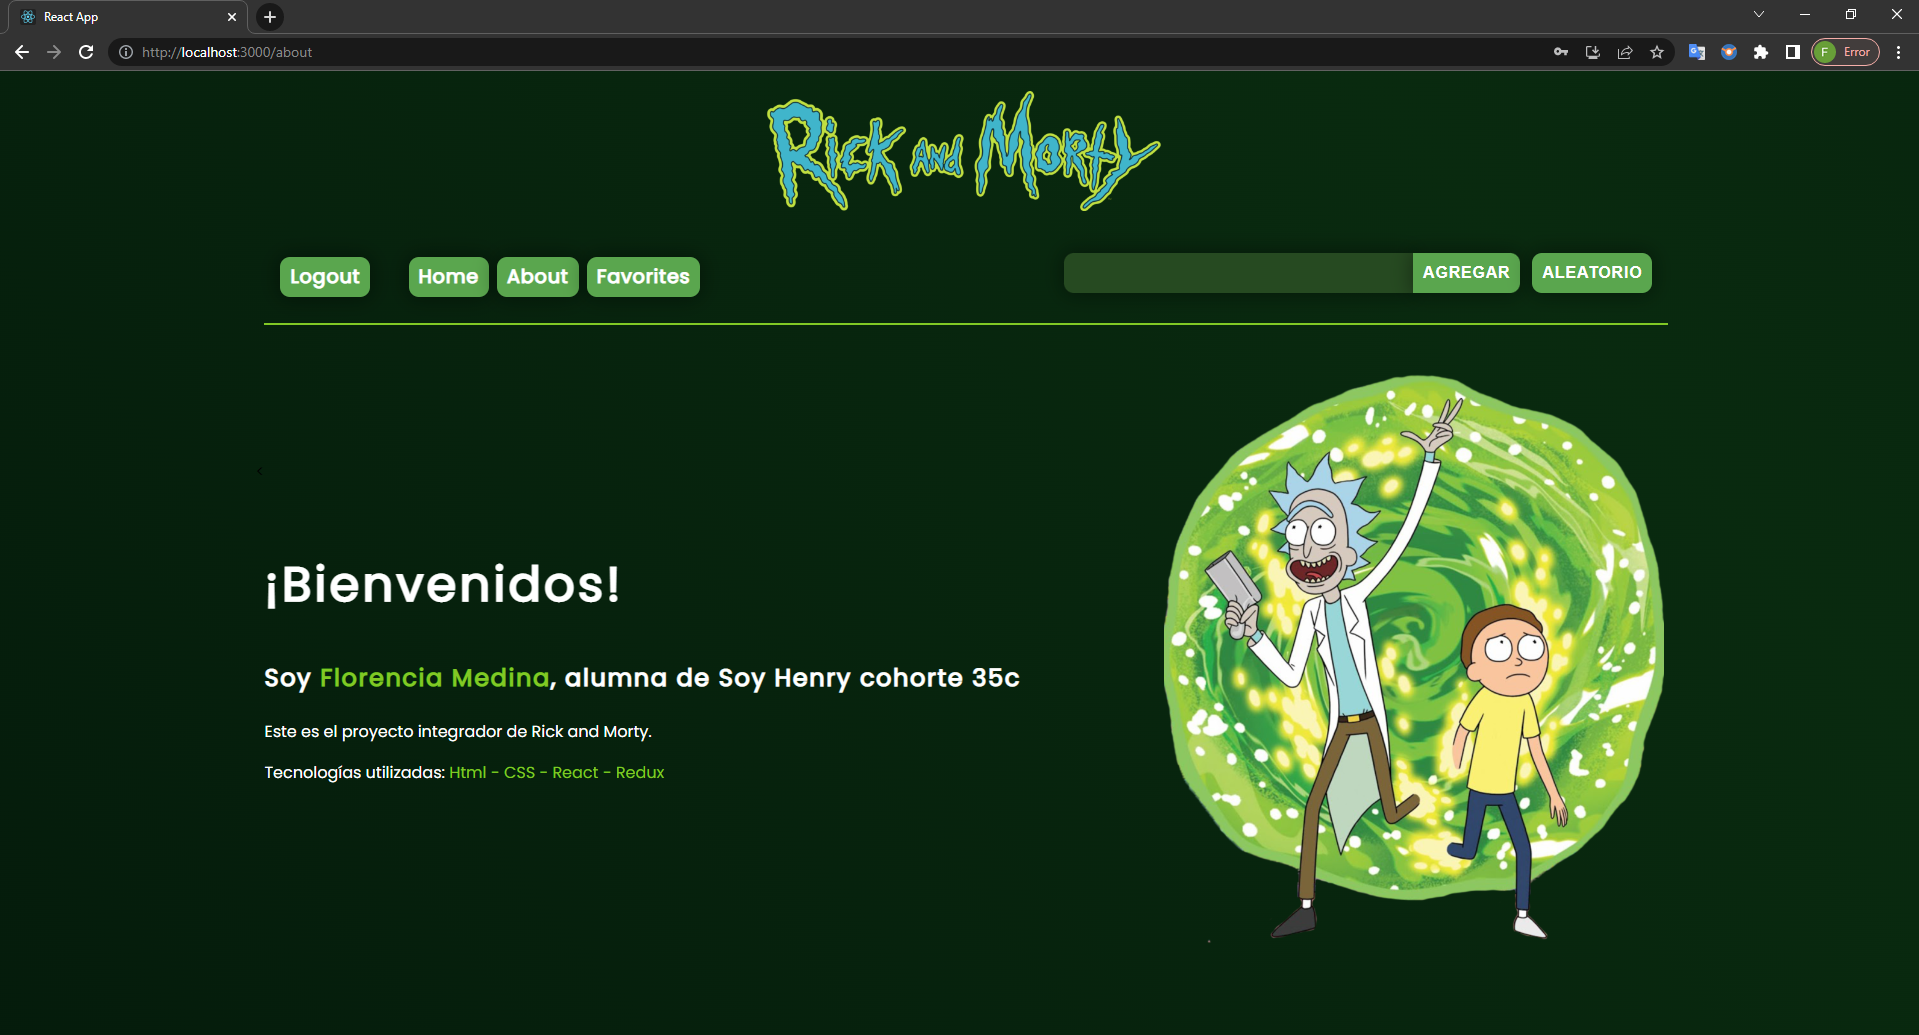 React App
http://localhost:3000/about
F Error
Rick and Morty
Logout Home About Favorites AGREGAR ALEATORIO
<
¡Bienvenidos!
Soy Florencia Medina, alumna de Soy Henry cohorte 35c
Este es el proyecto integrador de Rick and Morty.
Tecnologías utilizadas: Html - CSS - React - Redux